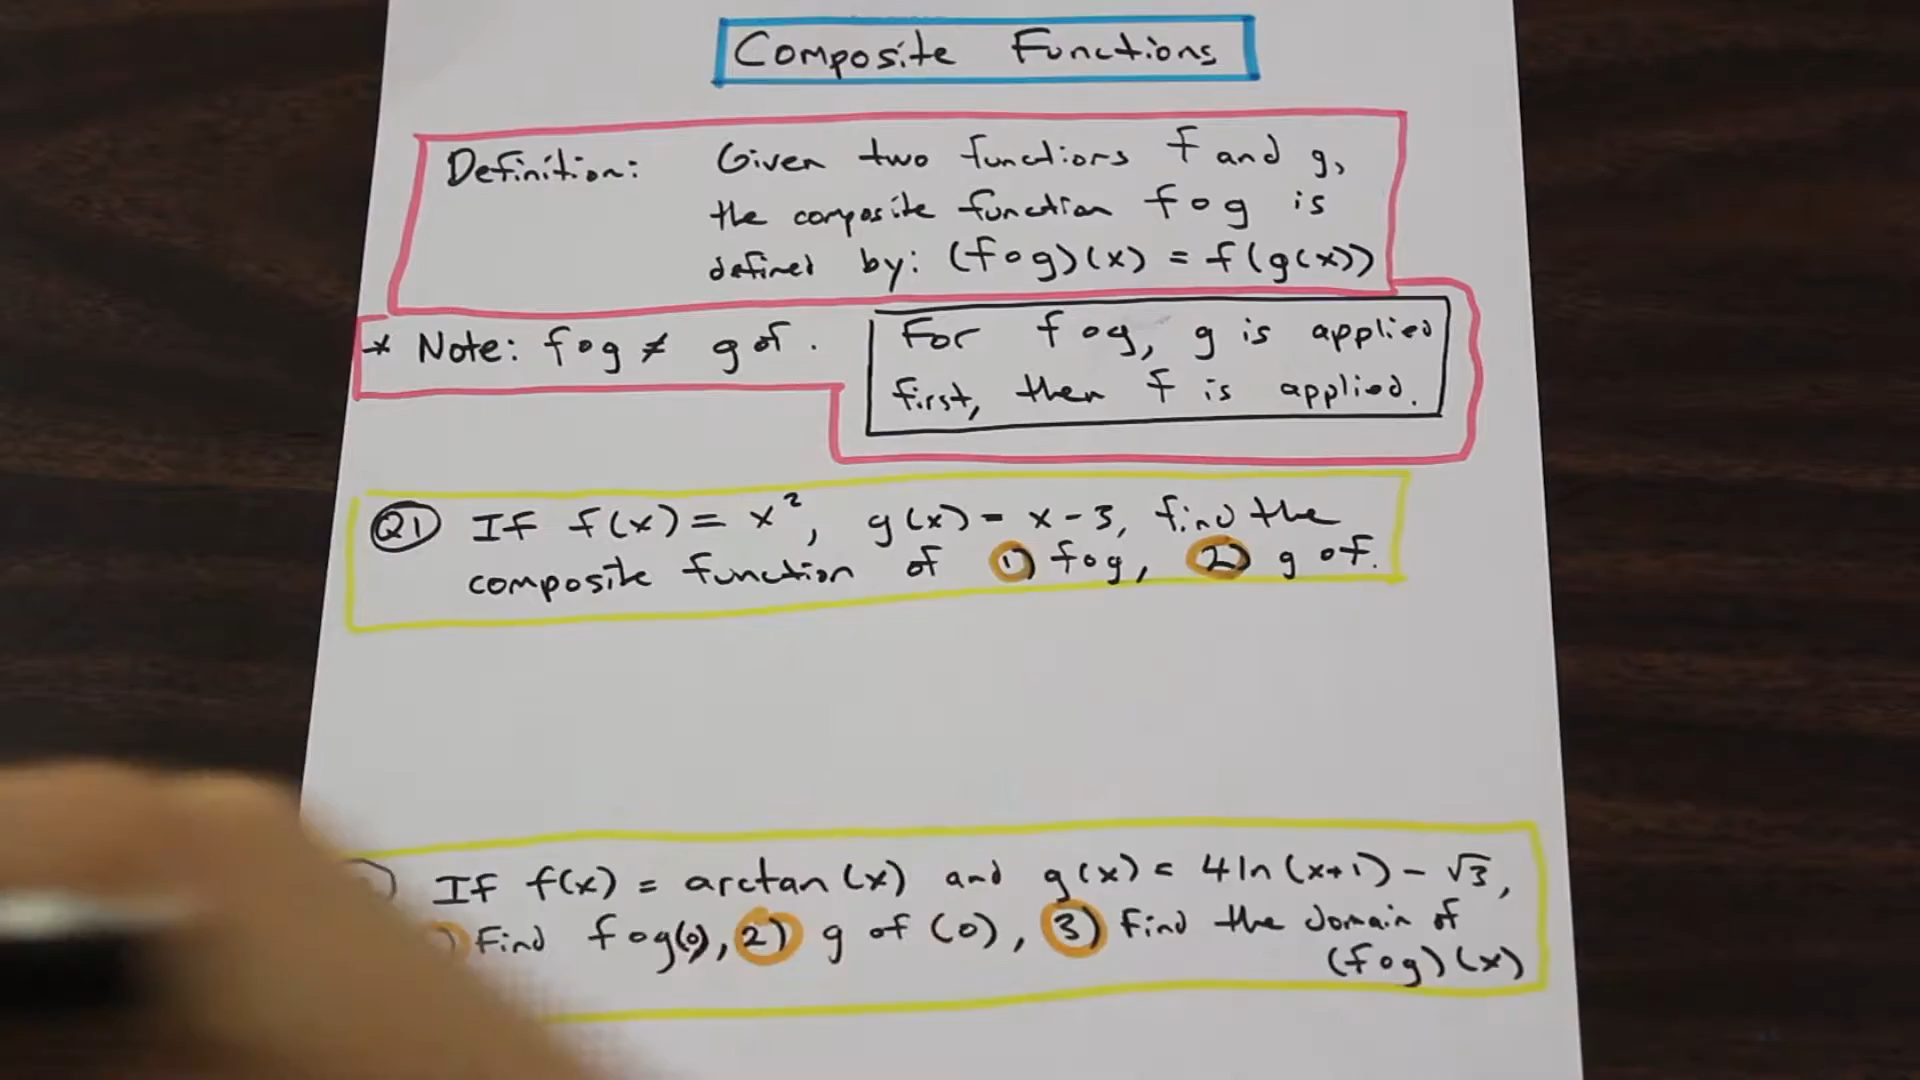 Composite Functions
Definition: Given two functions f and g,
the composite function f∘g is
defined by: (f∘g)(x) = f(g(x))
* Note: f∘g ≠ g∘f.
For f∘g, g is applied
first, then f is applied.
Q1 If f(x) = x², g(x) = x-3, find the
composite function of 1) f∘g, 2) g∘f.
If f(x) = arctan(x) and g(x) = 4ln(x+1) - √3,
) Find f∘g(0), 2) g∘f(0), 3) Find the domain of
(f∘g)(x)